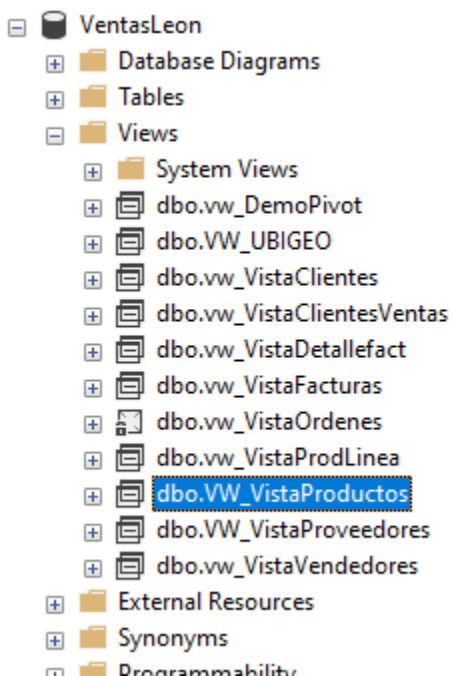 VentasLeon
Database Diagrams
Tables
Views
System Views
dbo.vw_DemoPivot
dbo.VW_UBIGEO
dbo.vw_VistaClientes
dbo.vw_VistaClientesVentas
dbo.vw_VistaDetallefact
dbo.vw_VistaFacturas
dbo.vw_VistaOrdenes
dbo.vw_VistaProdLinea
dbo.VW_VistaProductos
dbo.VW_VistaProveedores
dbo.vw_VistaVendedores
External Resources
Synonyms
Programmability